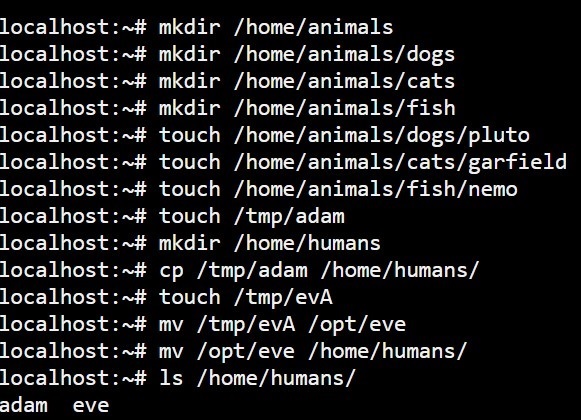 localhost:~# mkdir /home/animals
localhost:~# mkdir /home/animals/dogs
localhost:~# mkdir /home/animals/cats
localhost:~# mkdir /home/animals/fish
localhost:~# touch /home/animals/dogs/pluto
localhost:~# touch /home/animals/cats/garfield
localhost:~# touch /home/animals/fish/nemo
localhost:~# touch /tmp/adam
localhost:~# mkdir /home/humans
localhost:~# cp /tmp/adam /home/humans/
localhost:~# touch /tmp/evA
localhost:~# mv /tmp/evA /opt/eve
localhost:~# mv /opt/eve /home/humans/
localhost:~# ls /home/humans/
adam  eve